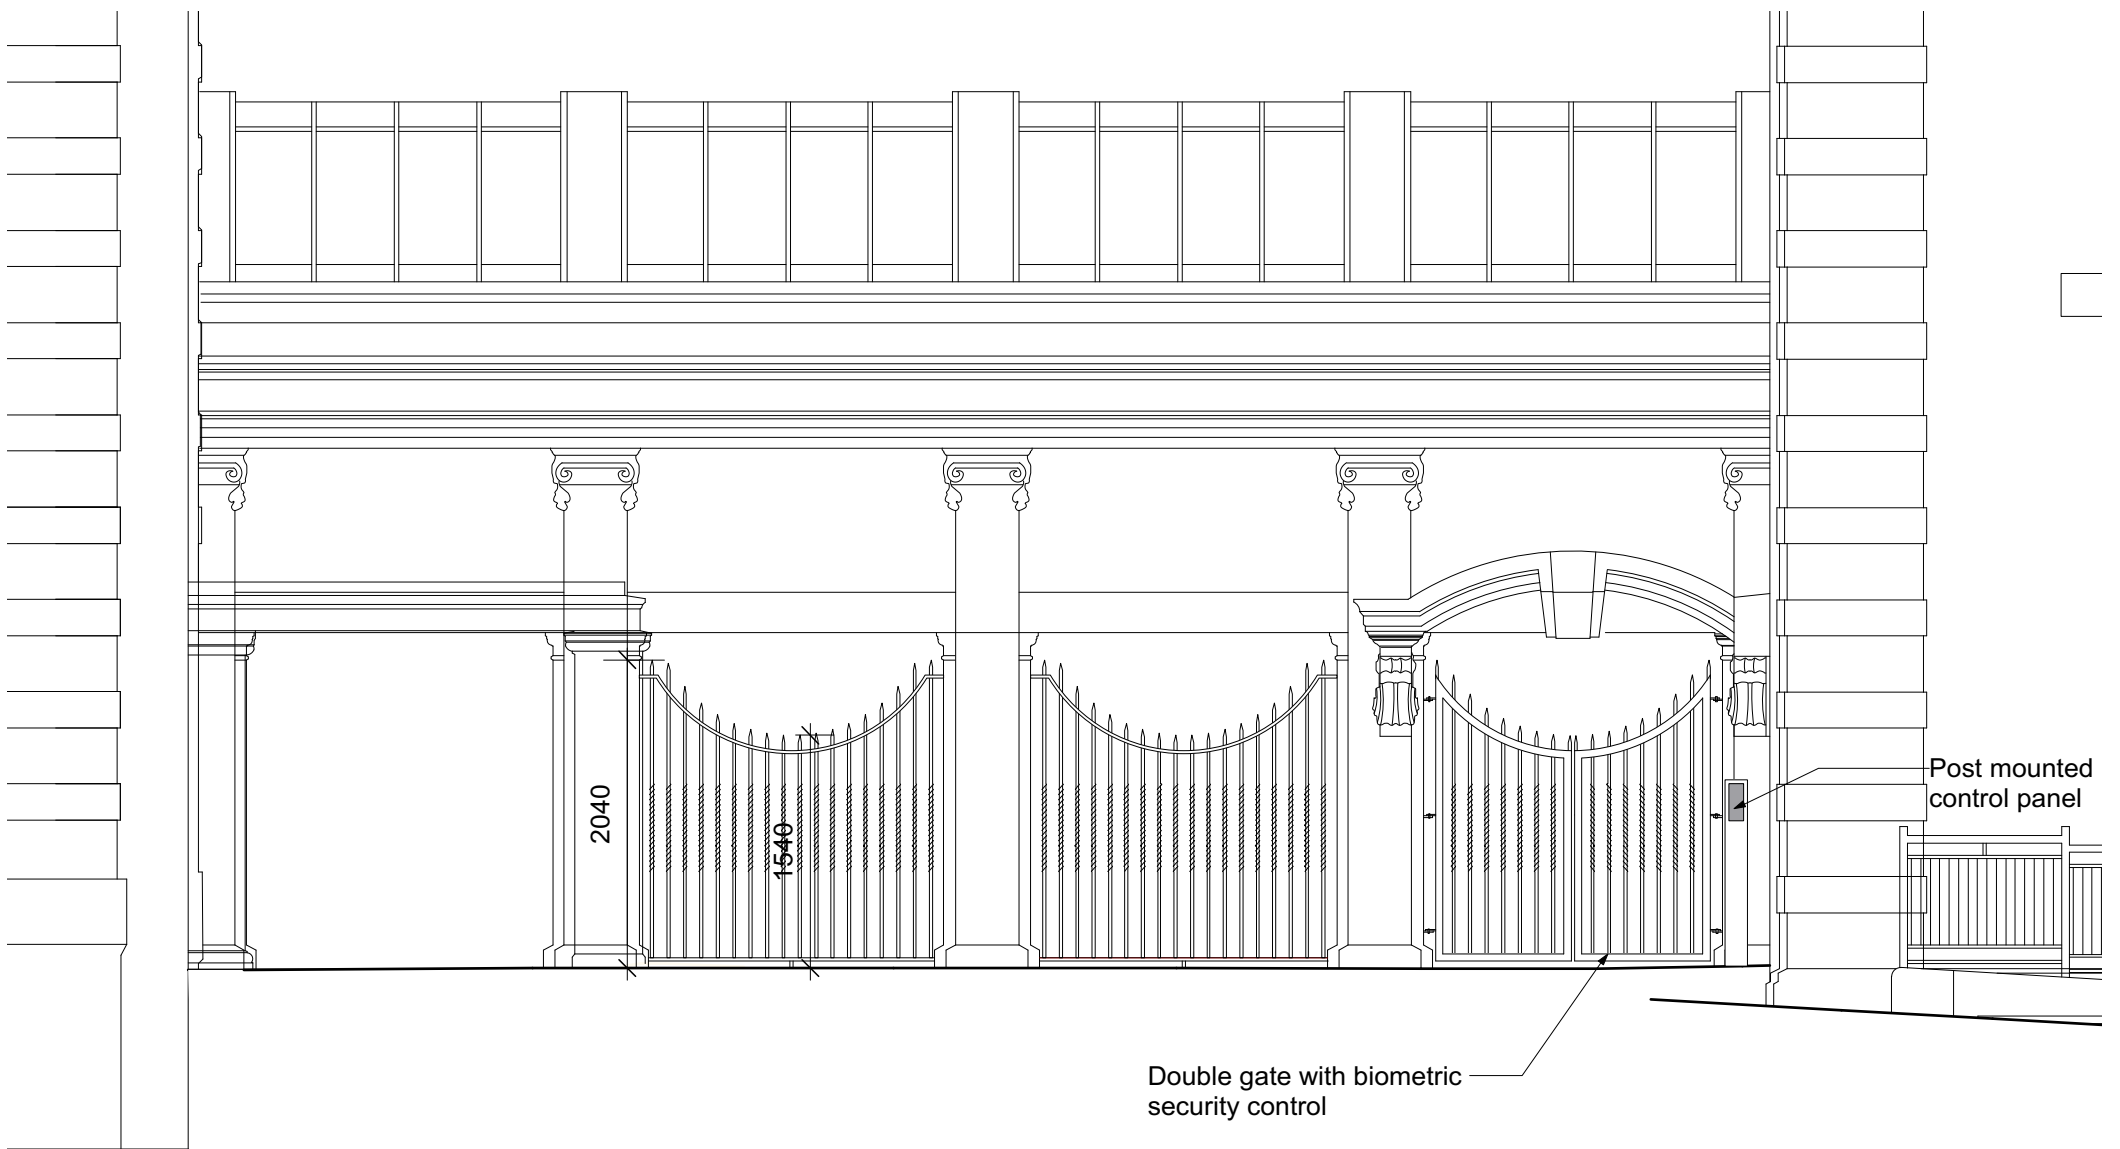 2040
1540
Post mounted
control panel
Double gate with biometric
security control